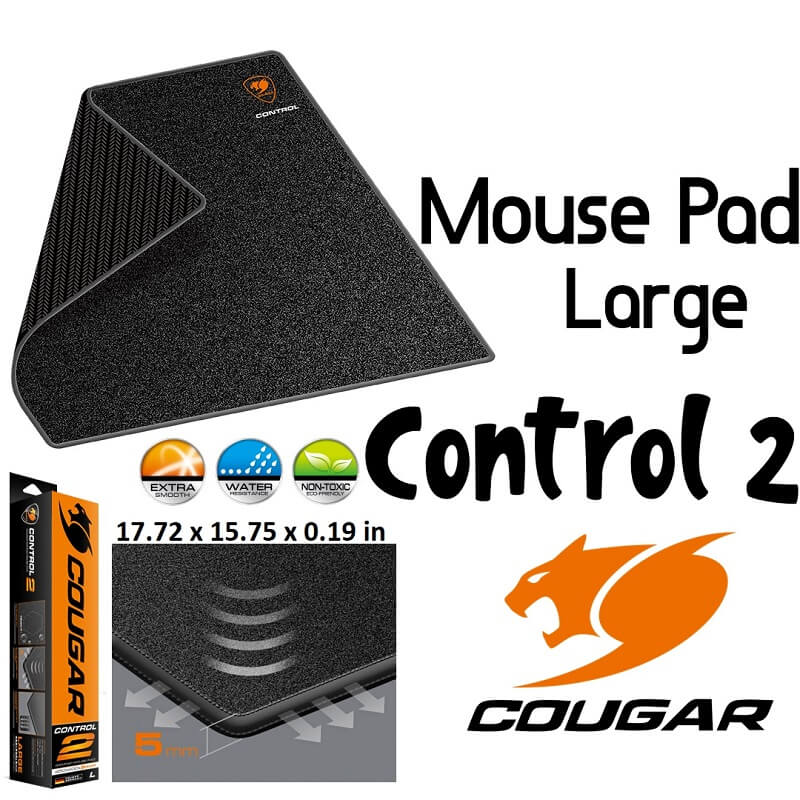 CONTROL
Mouse Pad
Large
Control 2
EXTRA
SMOOTH
WATER
RESISTANCE
NON-TOXIC
ECO-FRIENDLY
17.72 x 15.75 x 0.19 in
CONTROL 2
COUGAR
CONTROL
2
LARGE
L
5 mm
COUGAR